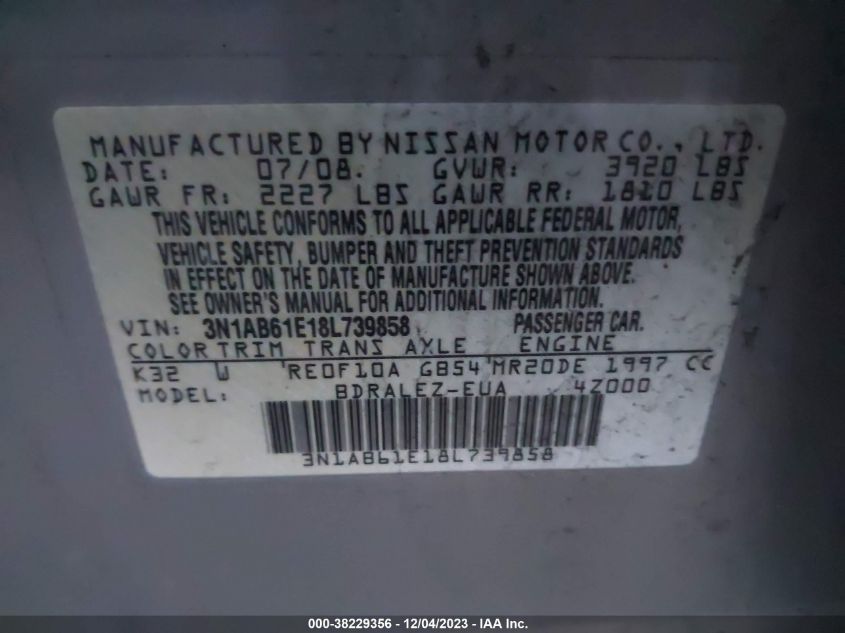 MANUFACTURED BY NISSAN MOTOR CO., LTD.
DATE: 07/08. GVWR: 3920 LBS
GAWR FR: 2227 LBS GAWR RR: 1810 LBS
THIS VEHICLE CONFORMS TO ALL APPLICABLE FEDERAL MOTOR,
VEHICLE SAFETY, BUMPER AND THEFT PREVENTION STANDARDS
IN EFFECT ON THE DATE OF MANUFACTURE SHOWN ABOVE.
SEE OWNER'S MANUAL FOR ADDITIONAL INFORMATION.
VIN: 3N1AB61E18L739858 PASSENGER CAR.
COLOR TRIM TRANS AXLE ENGINE
K32 W RE0F10A GB54 MR20DE 1997 CC
MODEL: BDRALEZ-EUA 4Z000
3N1AB61E18L739858
000-38229356 - 12/04/2023 - IAA Inc.